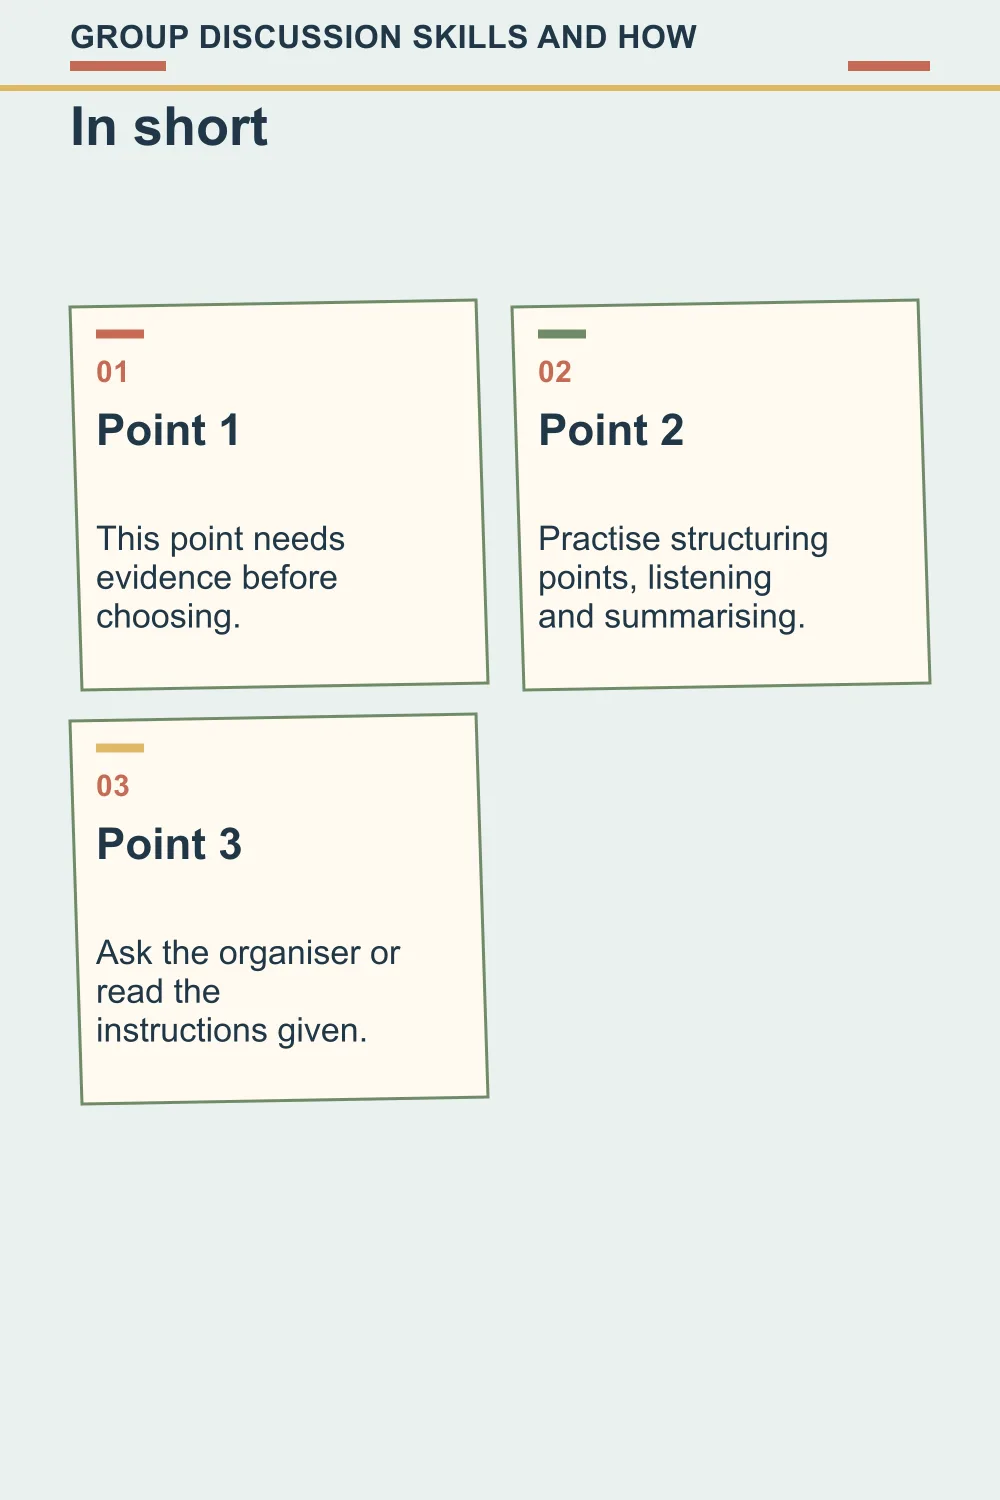 GROUP DISCUSSION SKILLS AND HOW
In short
01
Point 1
This point needs
evidence before
choosing.
02
Point 2
Practise structuring
points, listening
and summarising.
03
Point 3
Ask the organiser or
read the
instructions given.